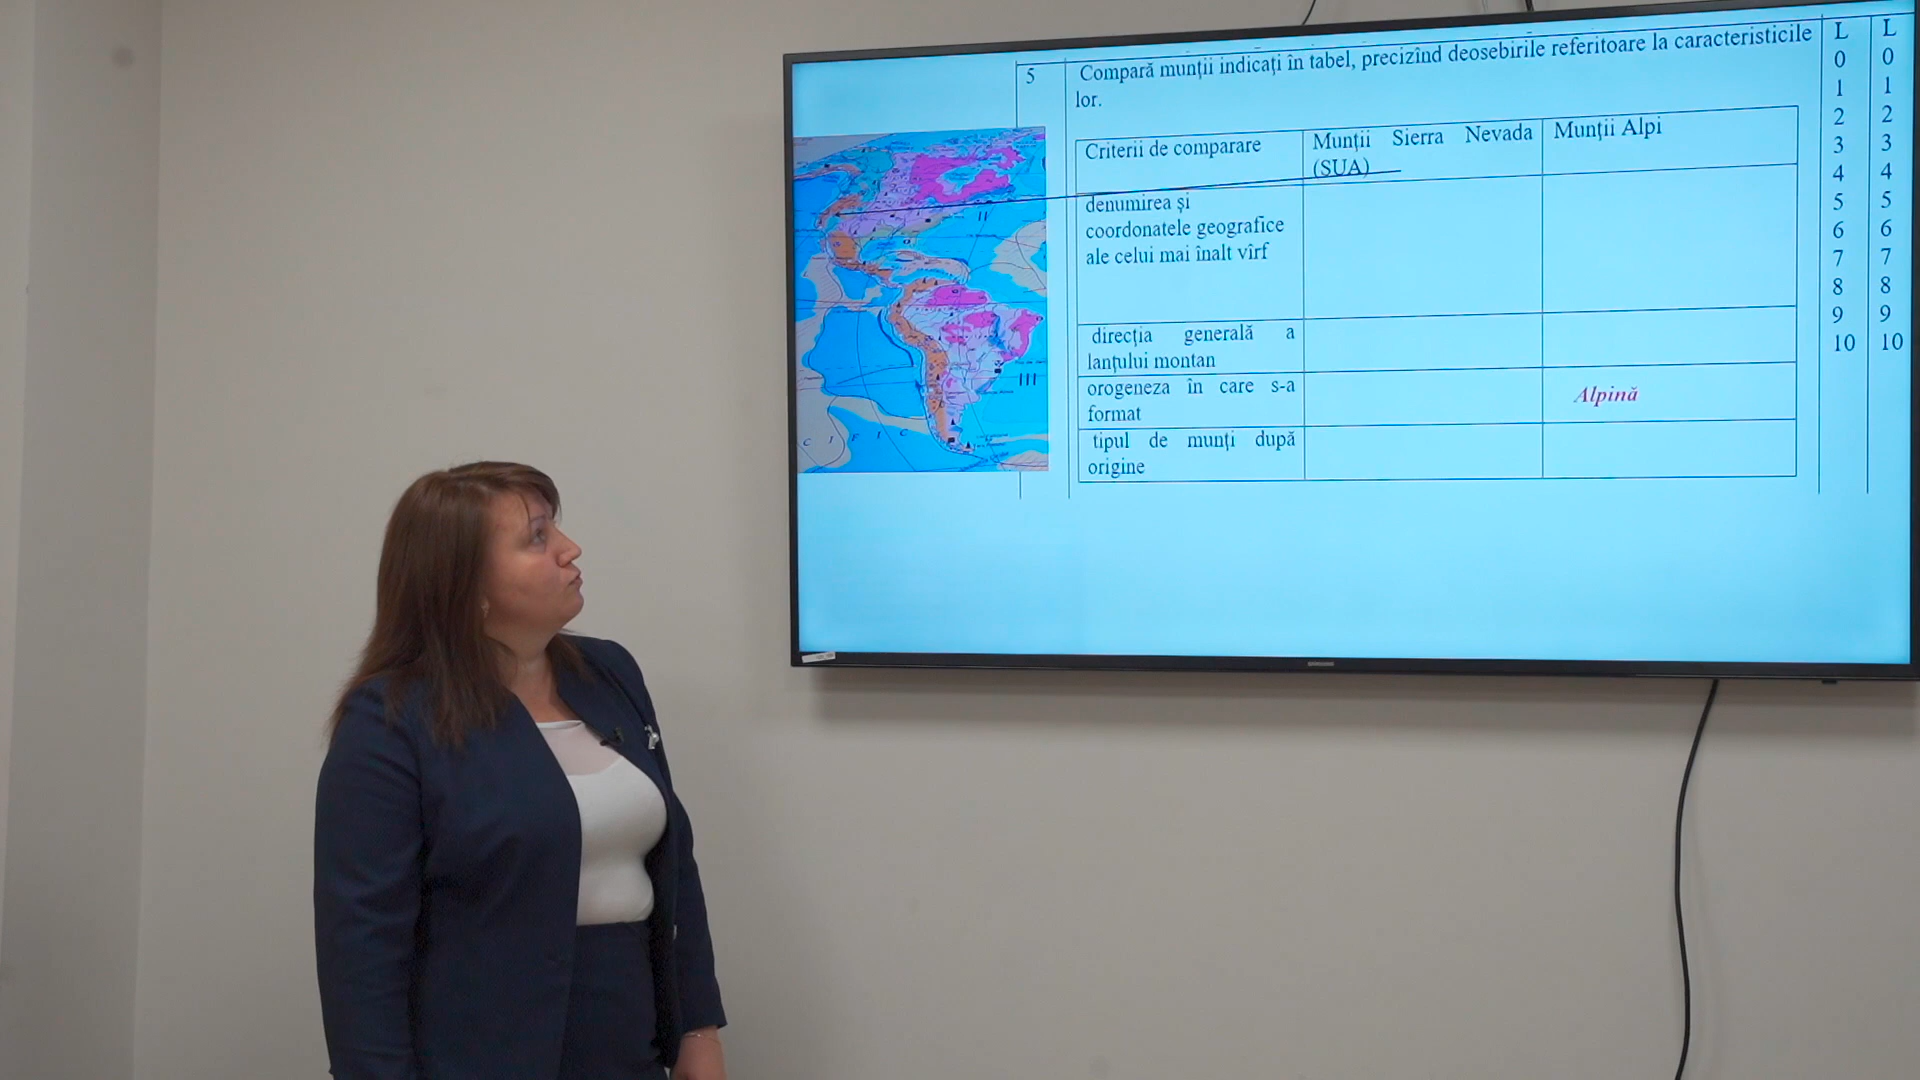 5
Compară munții indicați în tabel, precizînd deosebirile referitoare la caracteristicile
lor.
Criterii de comparare
Munții Sierra Nevada
(SUA)
Munții Alpi
denumirea și
coordonatele geografice
ale celui mai înalt vîrf
direcția generală a
lanțului montan
orogeneza în care s-a
format
Alpină
tipul de munți după
origine
L
0
1
2
3
4
5
6
7
8
9
10
L
0
1
2
3
4
5
6
7
8
9
10
II
III
C I F I C